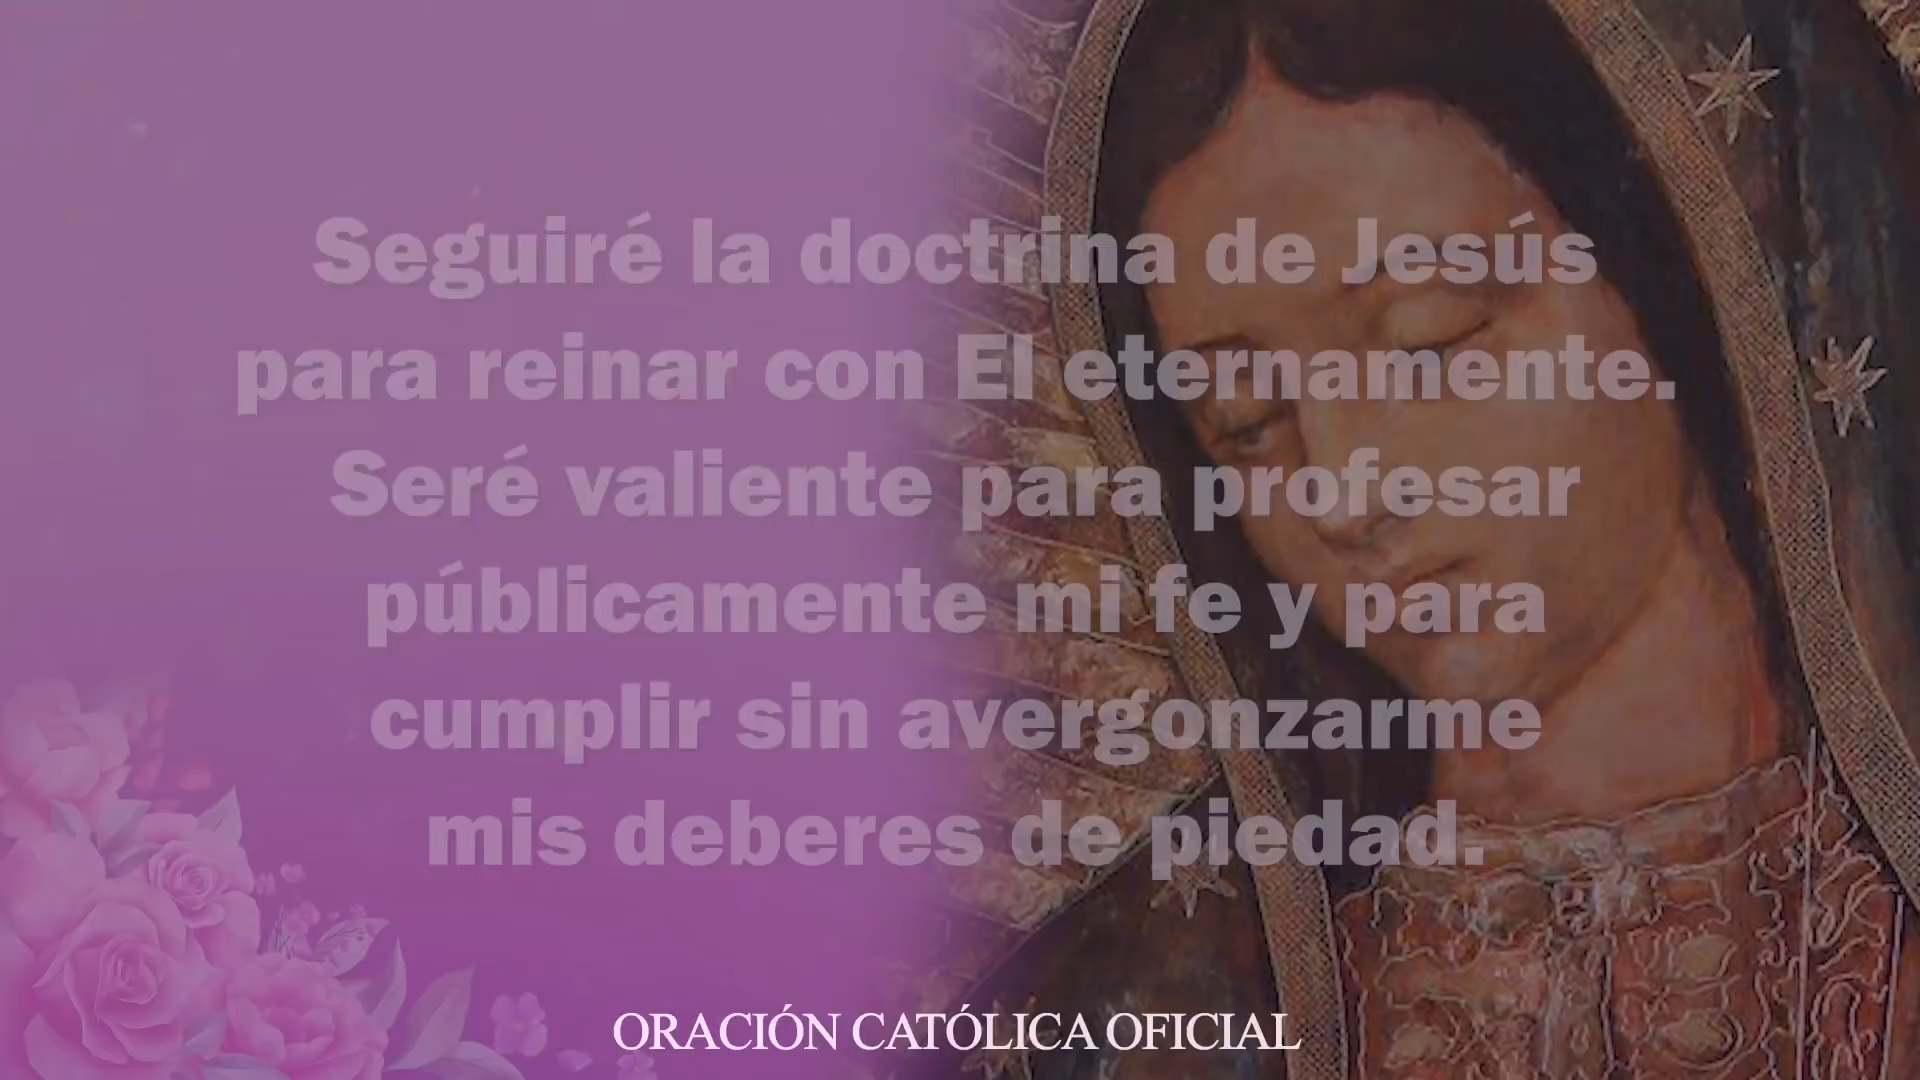 Seguiré la doctrina de Jesús
para reinar con El eternamente.
Seré valiente para profesar
públicamente mi fe y para
cumplir sin avergonzarme
mis deberes de piedad.
ORACIÓN CATÓLICA OFICIAL